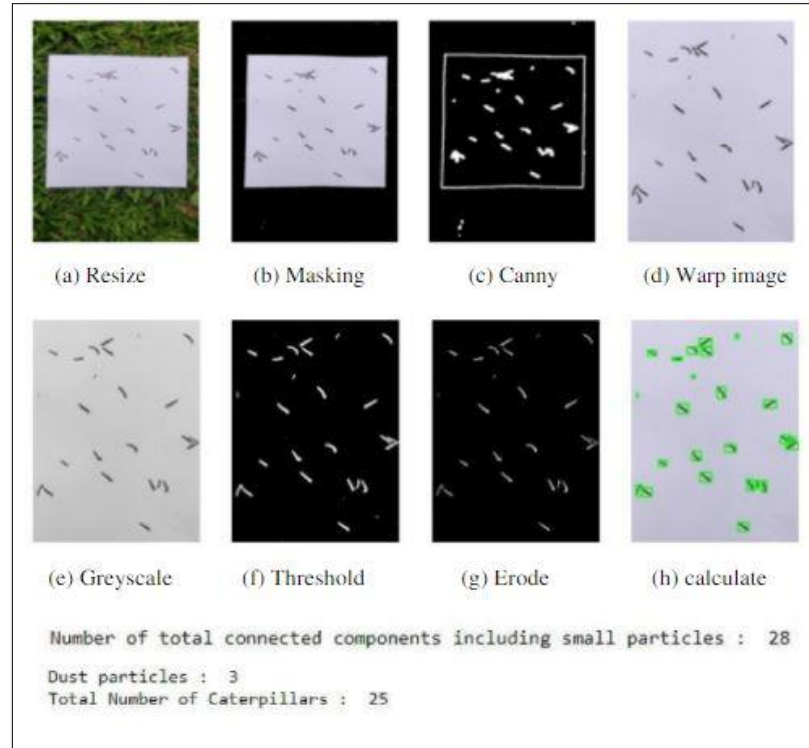 (a) Resize (b) Masking (c) Canny (d) Warp image
(e) Greyscale (f) Threshold (g) Erode (h) calculate
Number of total connected components including small particles : 28
Dust particles : 3
Total Number of Caterpillars : 25